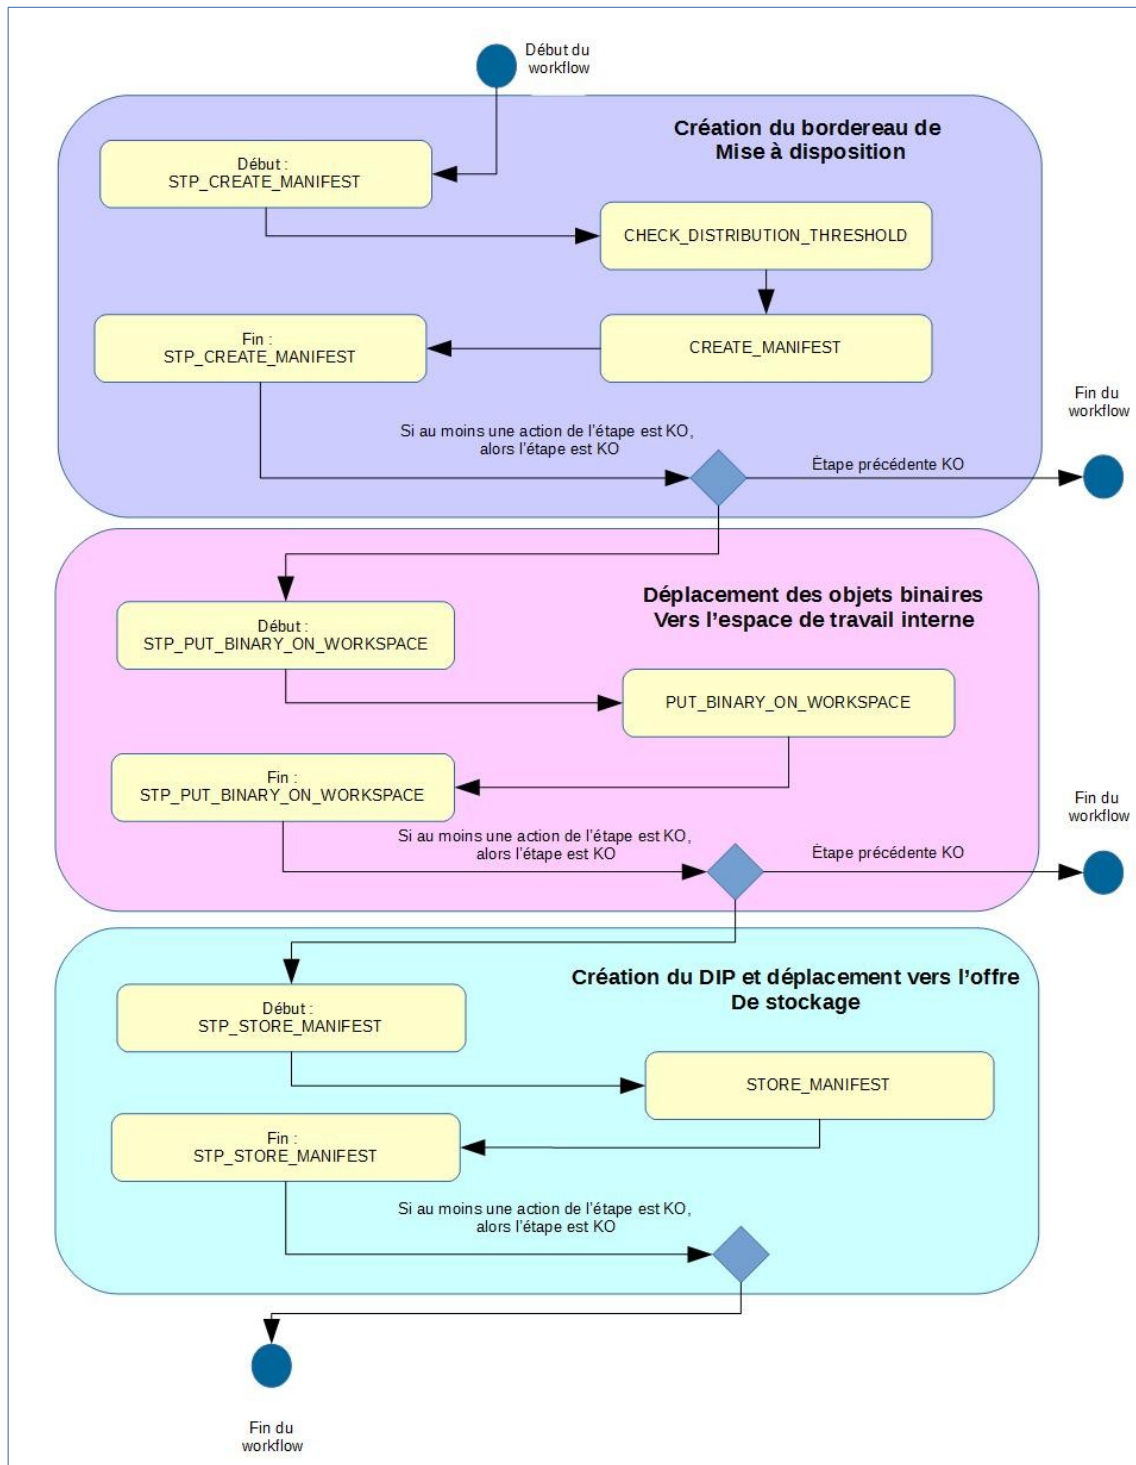 Début du
workflow
Création du bordereau de
Mise à disposition
Début :
STP_CREATE_MANIFEST
CHECK_DISTRIBUTION_THRESHOLD
Fin :
STP_CREATE_MANIFEST
CREATE_MANIFEST
Fin du
workflow
Si au moins une action de l'étape est KO,
alors l'étape est KO
Étape précédente KO
Déplacement des objets binaires
Vers l'espace de travail interne
Début :
STP_PUT_BINARY_ON_WORKSPACE
PUT_BINARY_ON_WORKSPACE
Fin :
STP_PUT_BINARY_ON_WORKSPACE
Fin du
workflow
Si au moins une action de l'étape est KO,
alors l'étape est KO
Étape précédente KO
Création du DIP et déplacement vers l'offre
De stockage
Début :
STP_STORE_MANIFEST
STORE_MANIFEST
Fin :
STP_STORE_MANIFEST
Si au moins une action de l'étape est KO,
alors l'étape est KO
Fin du
workflow